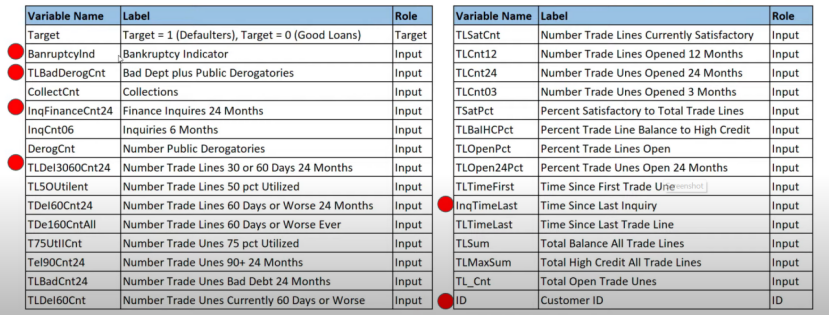 Variable Name Label Role
Target Target = 1 (Defaulters), Target = 0 (Good Loans) Target
BanruptcyInd Bankruptcy Indicator Input
TLBadDerogCnt Bad Dept plus Public Derogatories Input
CollectCnt Collections Input
InqFinanceCnt24 Finance Inquires 24 Months Input
InqCnt06 Inquiries 6 Months Input
DerogCnt Number Public Derogatories Input
TLDel3060Cnt24 Number Trade Lines 30 or 60 Days 24 Months Input
TL5OUtilent Number Trade Lines 50 pct Utilized Input
TDel60Cnt24 Number Trade Lines 60 Days or Worse 24 Months Input
TDe160CntAll Number Trade Lines 60 Days or Worse Ever Input
T75UtIICnt Number Trade Unes 75 pct Utilized Input
Tel90Cnt24 Number Trade Unes 90+ 24 Months Input
TLBadCnt24 Number Trade Unes Bad Debt 24 Months Input
TLDel60Cnt Number Trade Unes Currently 60 Days or Worse Input
Variable Name Label Role
TLSatCnt Number Trade Lines Currently Satisfactory Input
TLCnt12 Number Trade Lines Opened 12 Months Input
TLCnt24 Number Trade Unes Opened 24 Months Input
TLCnt03 Number Trade Unes Opened 3 Months Input
TSatPct Percent Satisfactory to Total Trade Lines Input
TLBalHCPct Percent Trade Line Balance to High Credit Input
TLOpenPct Percent Trade Lines Open Input
TLOpen24Pct Percent Trade Unes Open 24 Months Input
TLTimeFirst Time Since First Trade Une Input
InqTimeLast Time Since Last Inquiry Input
TLTimeLast Time Since Last Trade Line Input
TLSum Total Balance All Trade Lines Input
TLMaxSum Total High Credit All Trade Lines Input
TL_Cnt Total Open Trade Unes Input
ID Customer ID ID